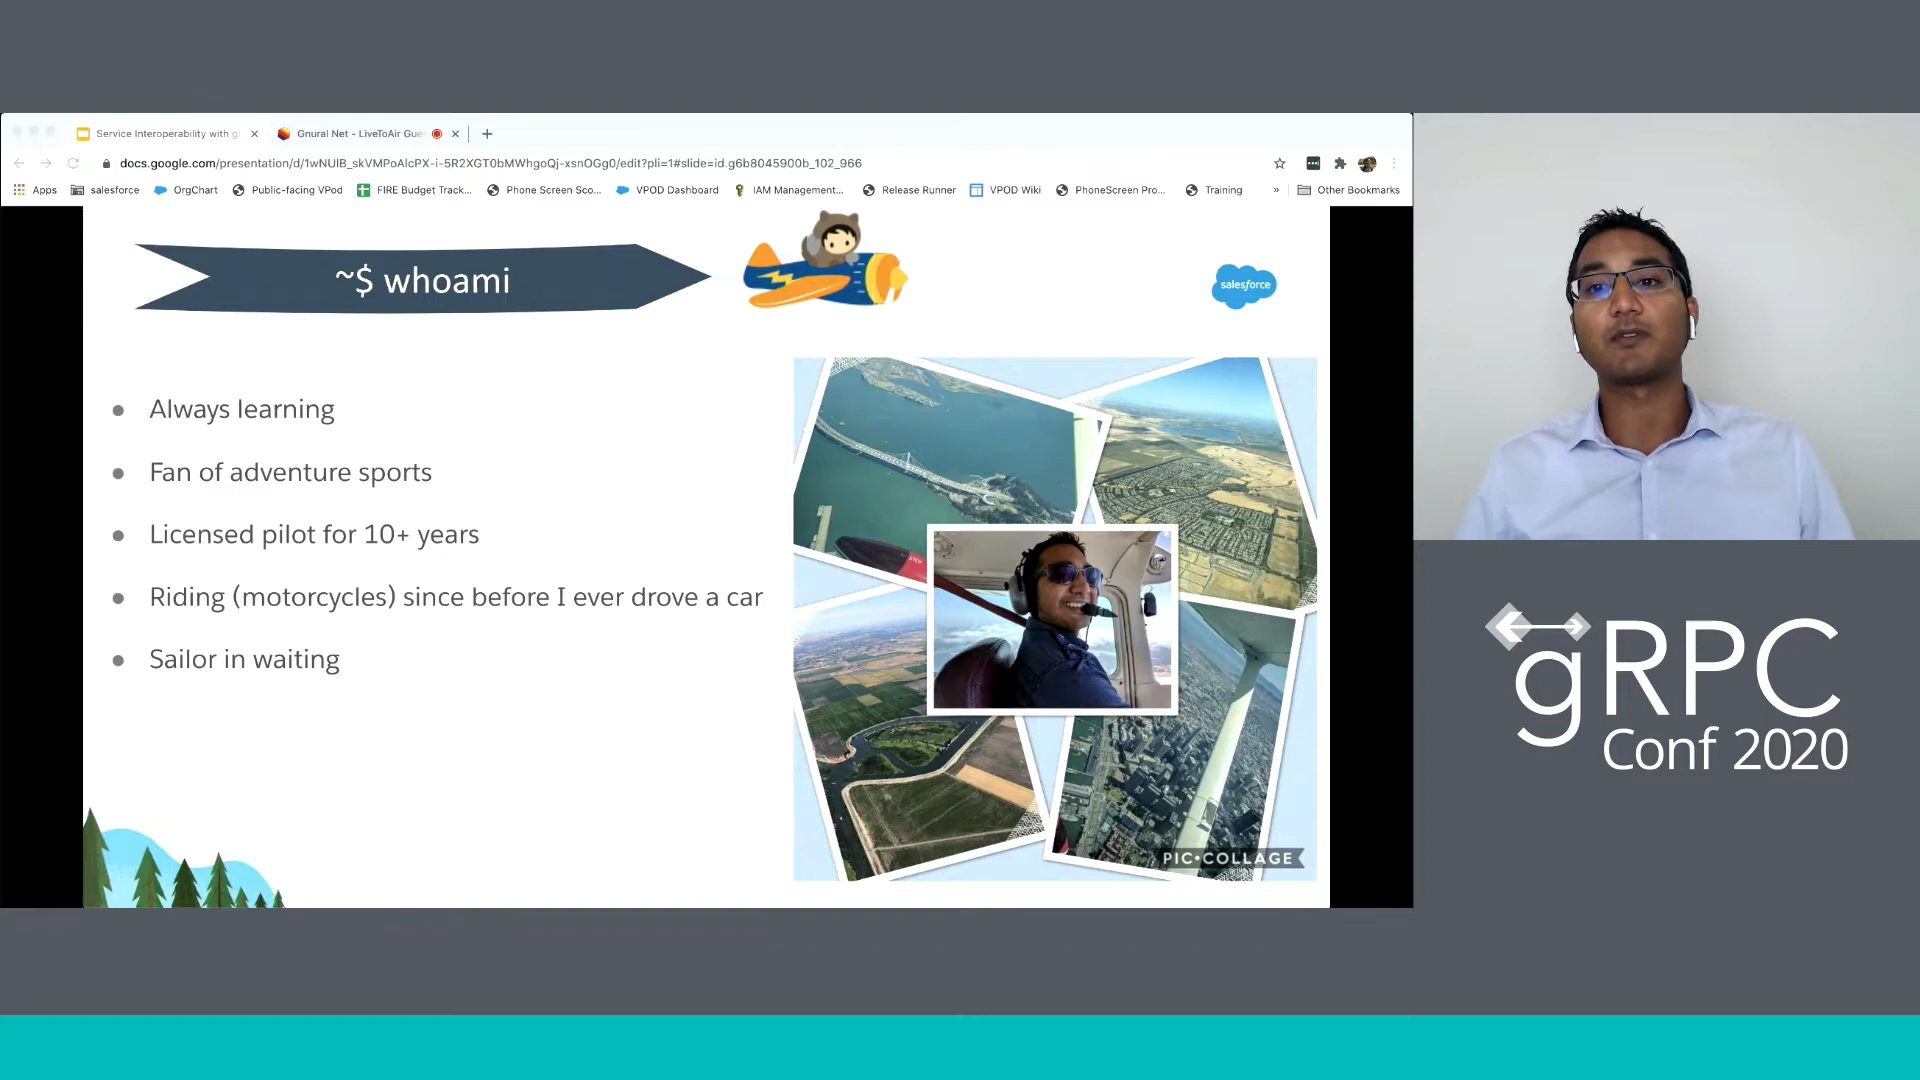 Service Interoperability with g
Gnural Net - LiveToAir Gue
docs.google.com/presentation/d/1wNUlB_skVMPoAlcPX-i-5R2XGT0bMWhgoQj-xsnOGg0/edit?pli=1#slide=id.g6b8045900b_102_966
Apps salesforce OrgChart Public-facing VPod FIRE Budget Track... Phone Screen Sco... VPOD Dashboard IAM Management... Release Runner VPOD Wiki PhoneScreen Pro... Training » Other Bookmarks
~$ whoami
salesforce
● Always learning
● Fan of adventure sports
● Licensed pilot for 10+ years
● Riding (motorcycles) since before I ever drove a car
● Sailor in waiting
STEP
PIC•COLLAGE
gRPC
Conf 2020